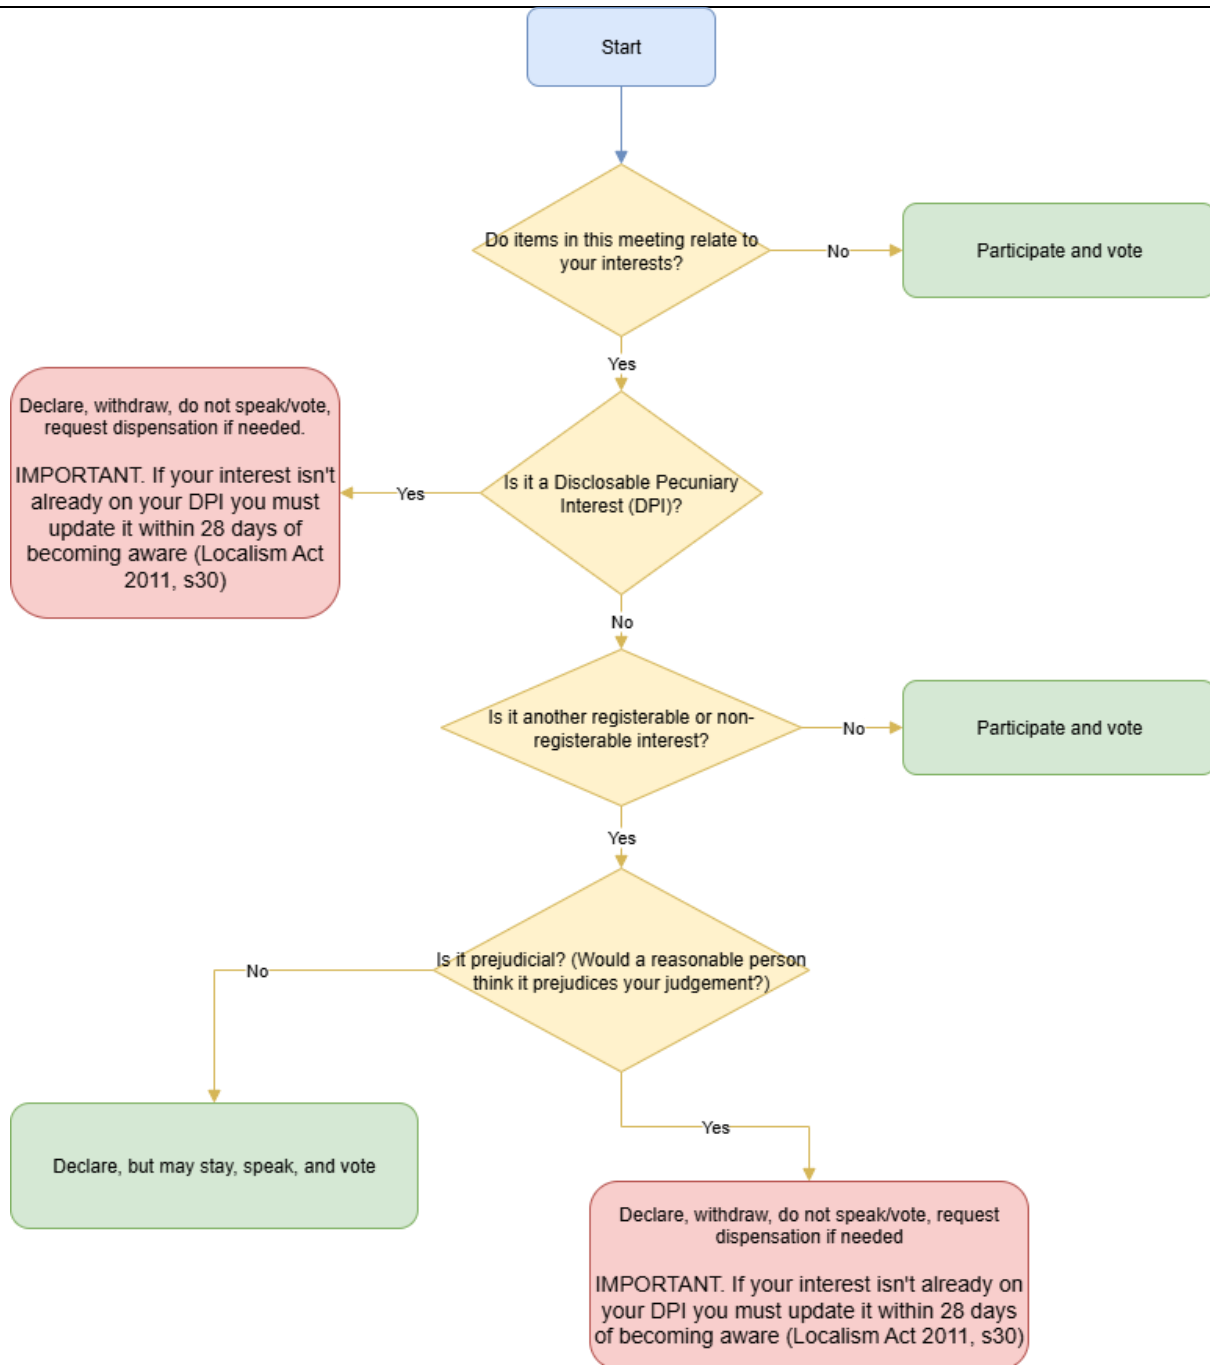 Start
Do items in this meeting relate to
your interests?
No
Participate and vote
Yes
Declare, withdraw, do not speak/vote,
request dispensation if needed.
IMPORTANT. If your interest isn't
already on your DPI you must
update it within 28 days of
becoming aware (Localism Act
2011, s30)
Yes
Is it a Disclosable Pecuniary
Interest (DPI)?
No
Is it another registerable or non-
registerable interest?
No
Participate and vote
Yes
Is it prejudicial? (Would a reasonable person
think it prejudices your judgement?)
No
Declare, but may stay, speak, and vote
Yes
Declare, withdraw, do not speak/vote, request
dispensation if needed
IMPORTANT. If your interest isn't already on
your DPI you must update it within 28 days
of becoming aware (Localism Act 2011, s30)